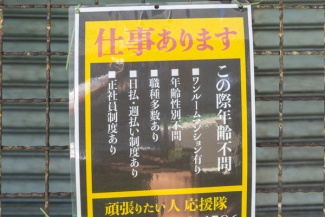 仕事あります
この際年齢不問
■ワンルームマンション有り
■年齢性別不問
■職種多数あり
■日払・週払い制度あり
■正社員制度あり
頑張りたい人 応援隊